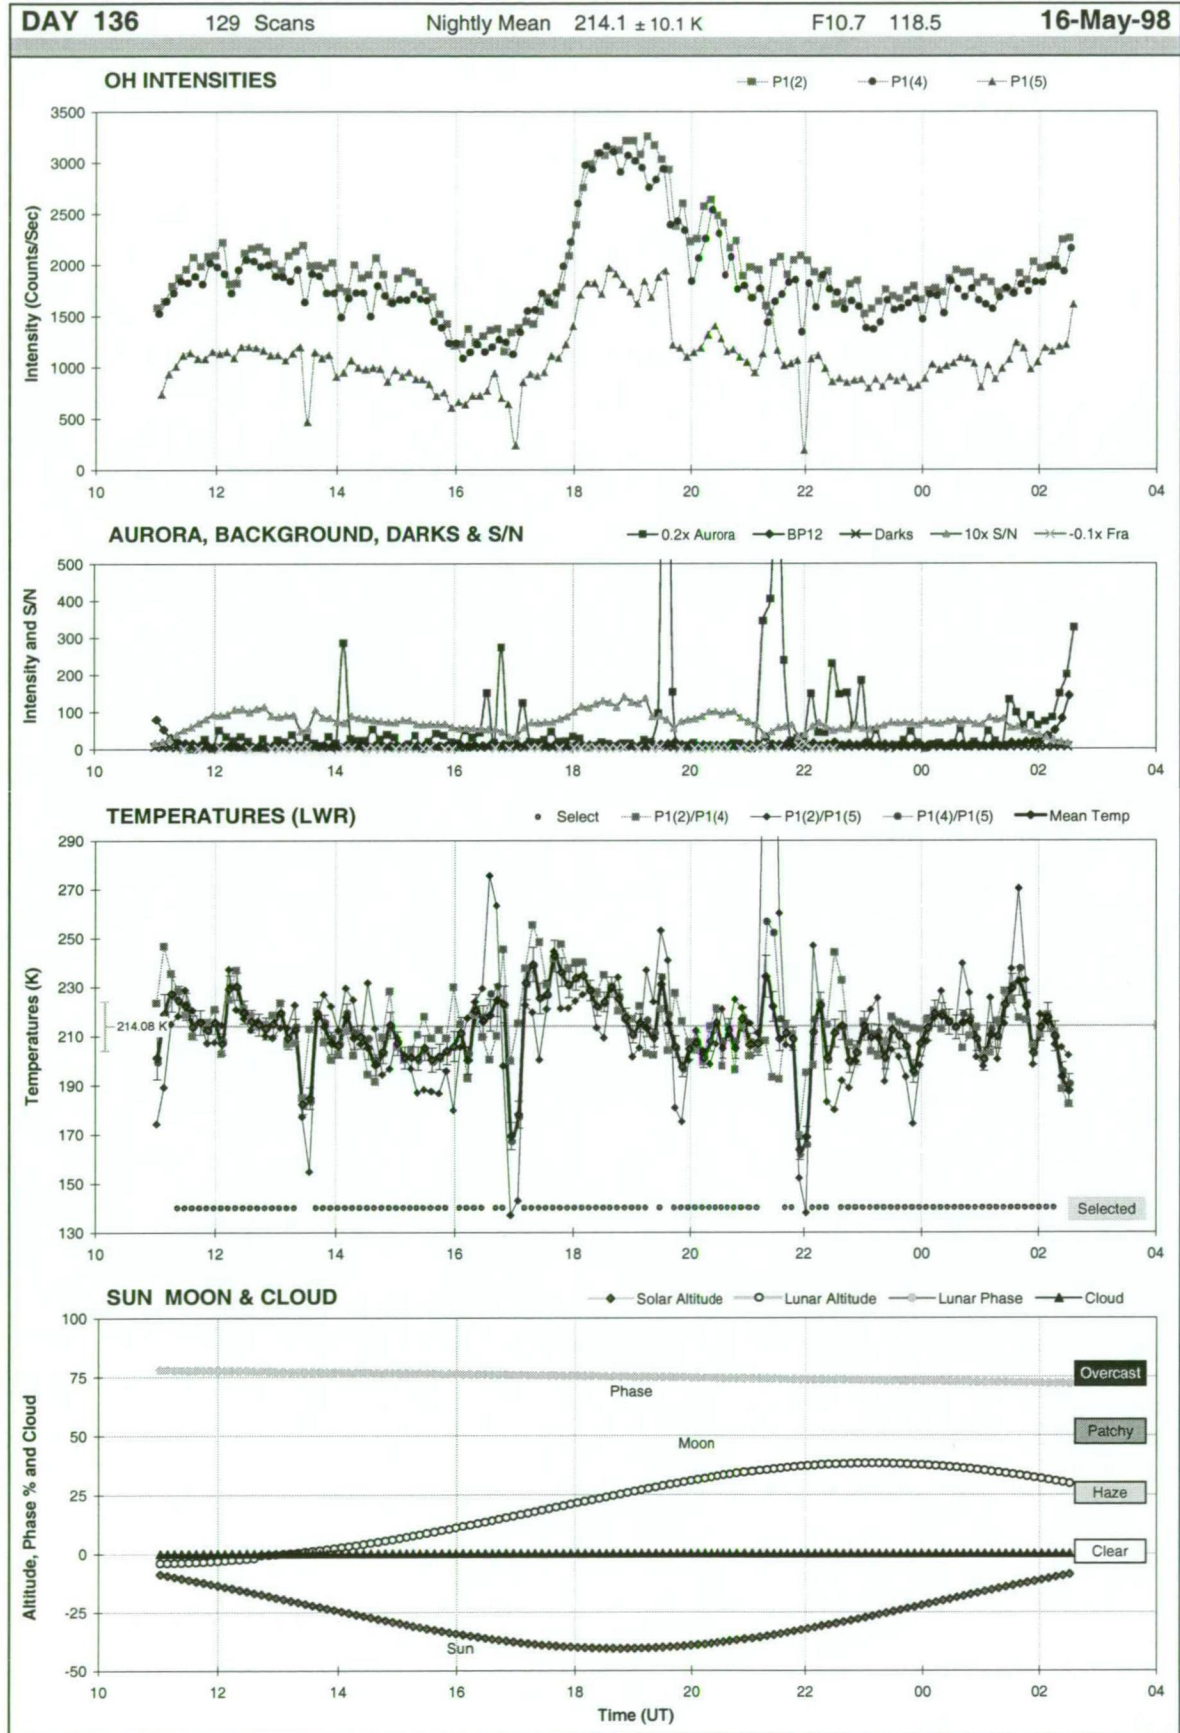 DAY 136 129 Scans Nightly Mean 214.1 ± 10.1 K F10.7 118.5 16-May-98
OH INTENSITIES
P1(2) P1(4) P1(5)
Intensity (Counts/Sec)
3500
3000
2500
2000
1500
1000
500
0
10 12 14 16 18 20 22 00 02 04
AURORA, BACKGROUND, DARKS & S/N
0.2x Aurora BP12 Darks 10x S/N -0.1x Fra
Intensity and S/N
500
400
300
200
100
0
10 12 14 16 18 20 22 00 02 04
TEMPERATURES (LWR)
Select P1(2)/P1(4) P1(2)/P1(5) P1(4)/P1(5) Mean Temp
Temperatures (K)
290
270
250
230
214.08 K
210
190
170
150
Selected
130
10 12 14 16 18 20 22 00 02 04
SUN MOON & CLOUD
Solar Altitude Lunar Altitude Lunar Phase Cloud
Altitude, Phase % and Cloud
100
75
Overcast
Phase
50
Patchy
Moon
25
Haze
0
Clear
-25
Sun
-50
10 12 14 16 18 20 22 00 02 04
Time (UT)